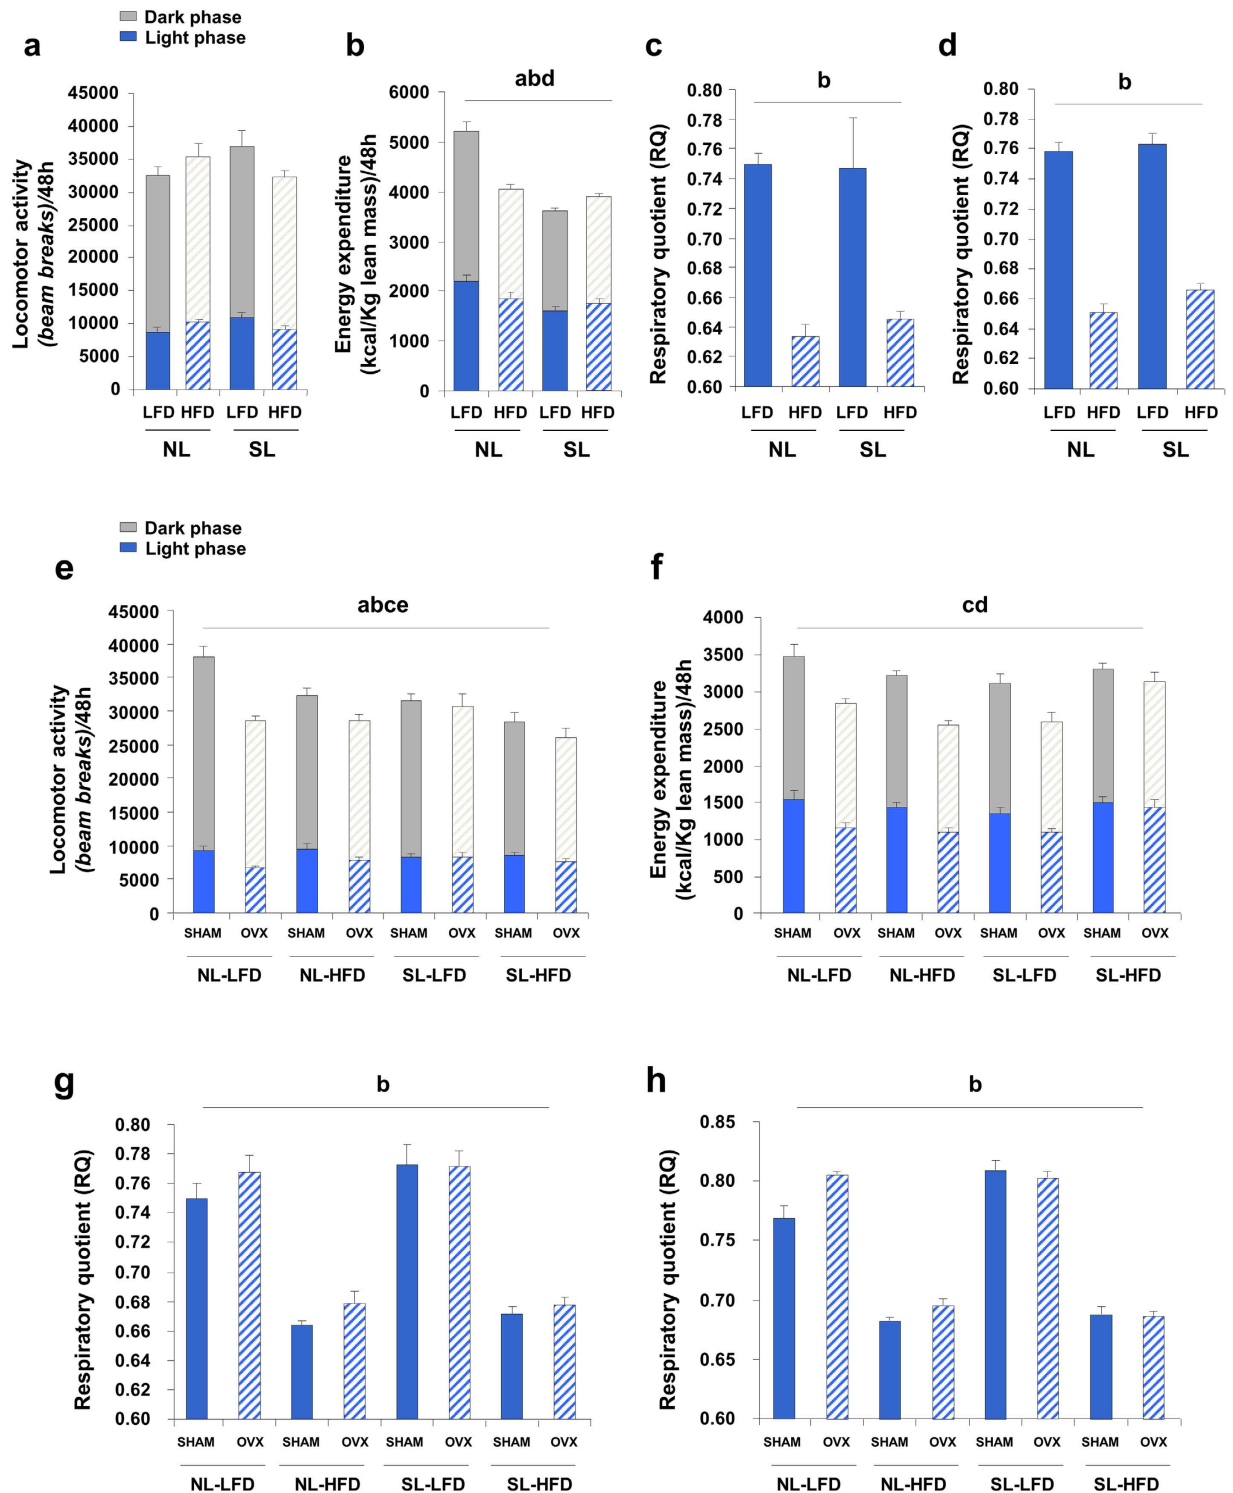 Dark phase
Light phase
a
b
c
d
abd
b
b
Locomotor activity
(beam breaks)/48h
45000
40000
35000
30000
25000
20000
15000
10000
5000
0
LFD HFD LFD HFD
NL SL
Energy expenditure
(kcal/Kg lean mass)/48h
6000
5000
4000
3000
2000
1000
0
LFD HFD LFD HFD
NL SL
Respiratory quotient (RQ)
0.80
0.78
0.76
0.74
0.72
0.70
0.68
0.66
0.64
0.62
0.60
LFD HFD LFD HFD
NL SL
Respiratory quotient (RQ)
0.80
0.78
0.76
0.74
0.72
0.70
0.68
0.66
0.64
0.62
0.60
LFD HFD LFD HFD
NL SL
Dark phase
Light phase
e
abce
Locomotor activity
(beam breaks)/48h
45000
40000
35000
30000
25000
20000
15000
10000
5000
0
SHAM OVX SHAM OVX SHAM OVX SHAM OVX
NL-LFD NL-HFD SL-LFD SL-HFD
f
cd
Energy expenditure
(kcal/Kg lean mass)/48h
4000
3500
3000
2500
2000
1500
1000
500
0
SHAM OVX SHAM OVX SHAM OVX SHAM OVX
NL-LFD NL-HFD SL-LFD SL-HFD
g
b
Respiratory quotient (RQ)
0.80
0.78
0.76
0.74
0.72
0.70
0.68
0.66
0.64
0.62
0.60
SHAM OVX SHAM OVX SHAM OVX SHAM OVX
NL-LFD NL-HFD SL-LFD SL-HFD
h
b
Respiratory quotient (RQ)
0.85
0.80
0.75
0.70
0.65
0.60
SHAM OVX SHAM OVX SHAM OVX SHAM OVX
NL-LFD NL-HFD SL-LFD SL-HFD